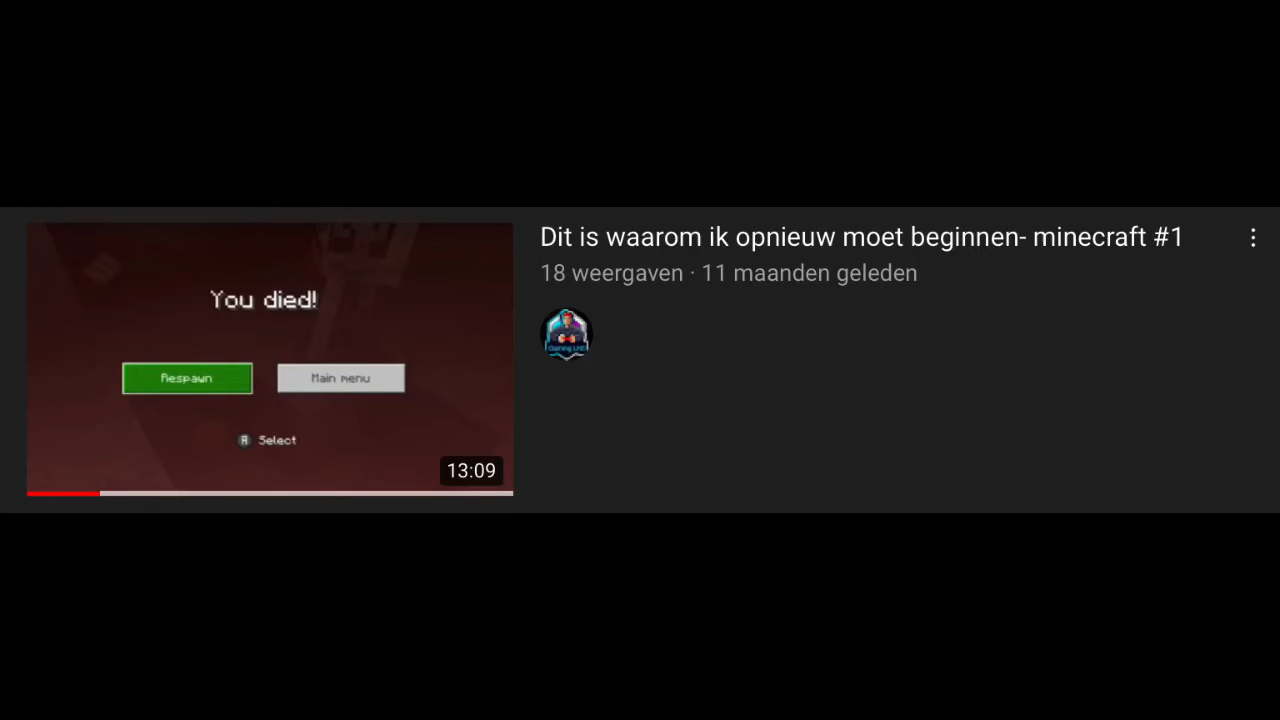 You died!
Respawn
Main menu
A Select
13:09
Dit is waarom ik opnieuw moet beginnen- minecraft #1
18 weergaven · 11 maanden geleden